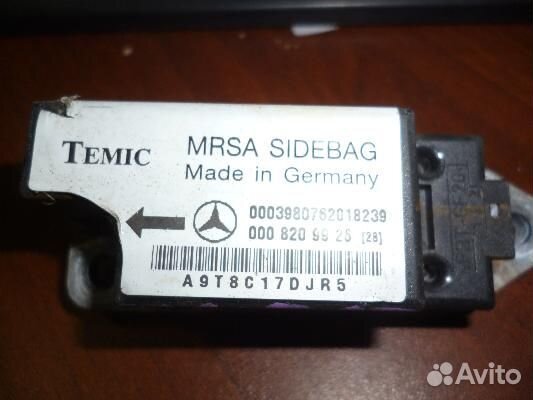 TEMIC
MRSA SIDEBAG
Made in Germany
0003980762018239
000 820 99 26 [28]
A9T8C17DJR5
Avito